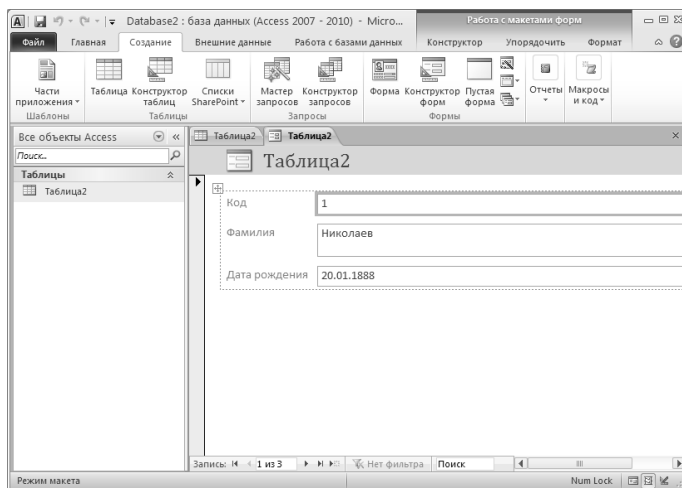 Database2 : база данных (Access 2007 - 2010) - Micro...
Работа с макетами форм
Файл Главная Создание Внешние данные Работа с базами данных Конструктор Упорядочить Формат
Части приложения
Таблица
Конструктор таблиц
Списки SharePoint
Мастер запросов
Конструктор запросов
Форма
Конструктор форм
Пустая форма
Отчеты
Макросы и код
Шаблоны Таблицы Запросы Формы
Все объекты Access
Таблица2 Таблица2
Поиск...
Таблица2
Таблицы
Таблица2
Код 1
Фамилия Николаев
Дата рождения 20.01.1888
Запись: 1 из 3 Нет фильтра Поиск
Режим макета Num Lock